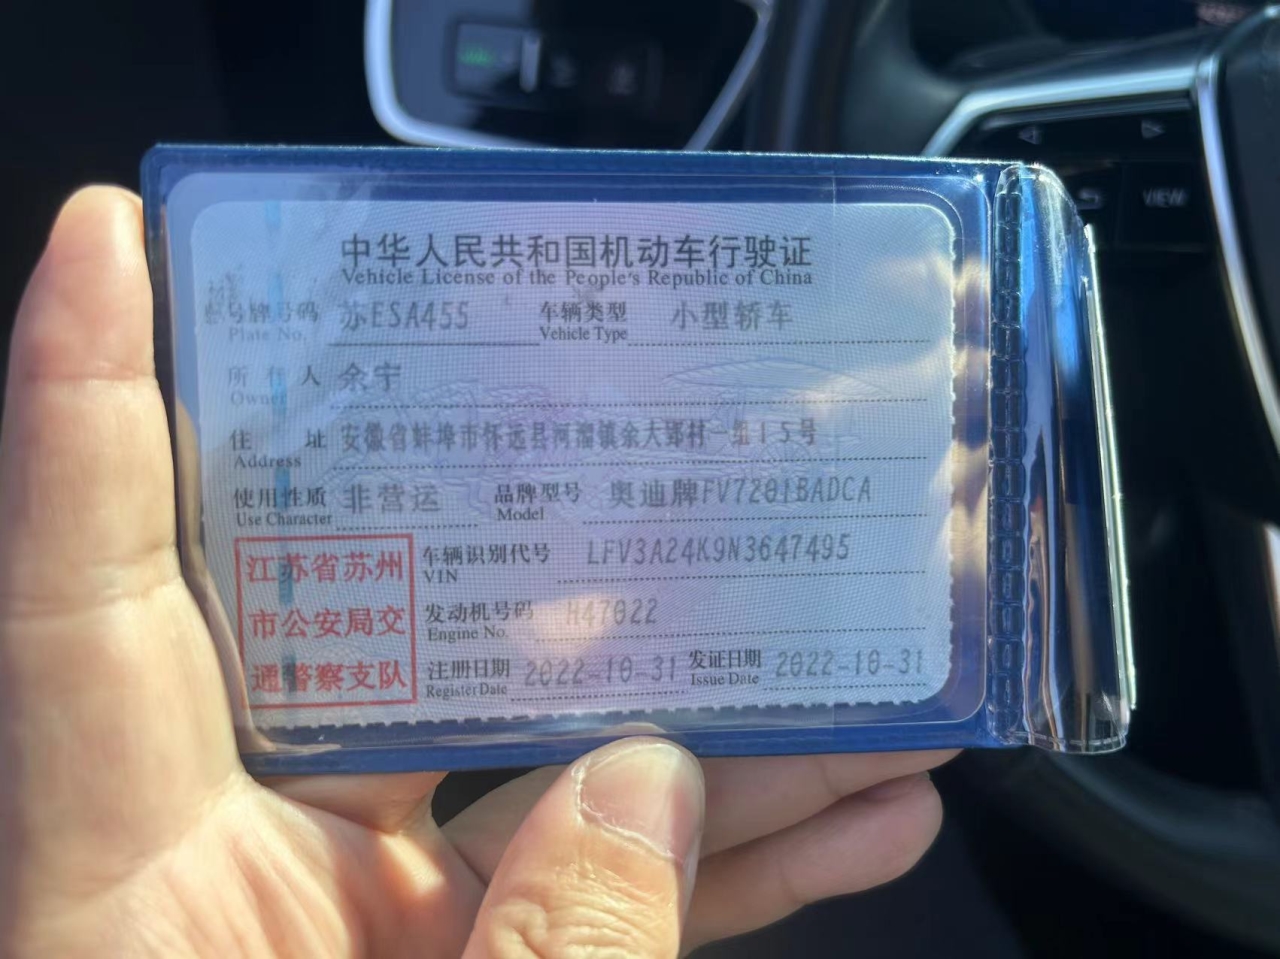 VIEW
中华人民共和国机动车行驶证
Vehicle License of the People's Republic of China
号牌号码 苏ESA455 车辆类型 小型轿车
Plate No. Vehicle Type
所有人 余宇
Owner
住址 安徽省蚌埠市怀远县河溜镇余大郢村一组15号
Address
使用性质 非营运 品牌型号 奥迪牌FV7201BADCA
Use Character Model
江苏省苏州
市公安局交
通警察支队
车辆识别代号 LFV3A24K9N3647495
VIN
发动机号码 H47022
Engine No.
注册日期 2022-10-31 发证日期 2022-10-31
Register Date Issue Date